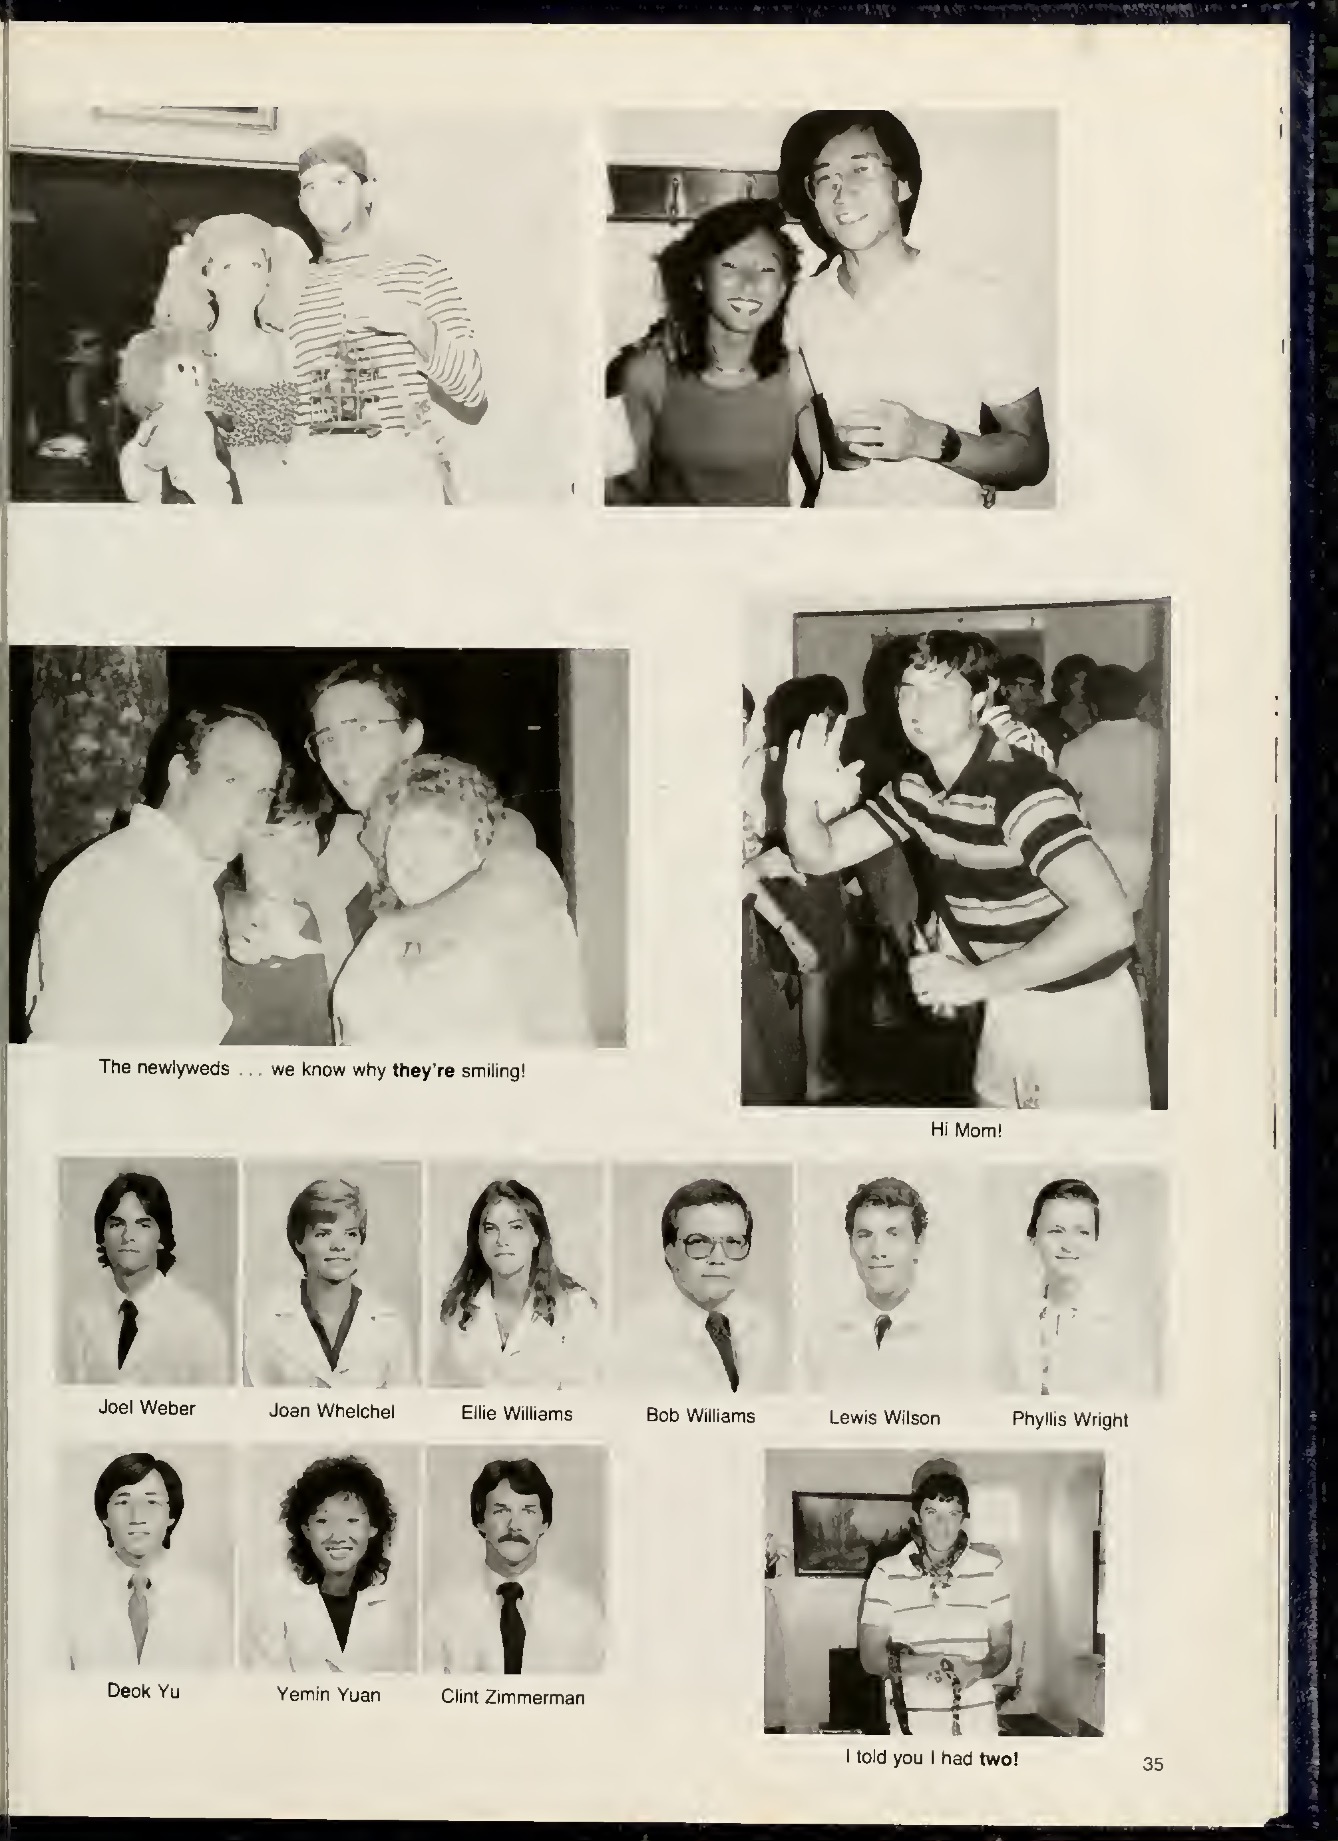 The newlyweds ... we know why they're smiling!
Hi Mom!
Joel Weber
Joan Whelchel
Ellie Williams
Bob Williams
Lewis Wilson
Phyllis Wright
Deok Yu
Yemin Yuan
Clint Zimmerman
I told you I had two!
35